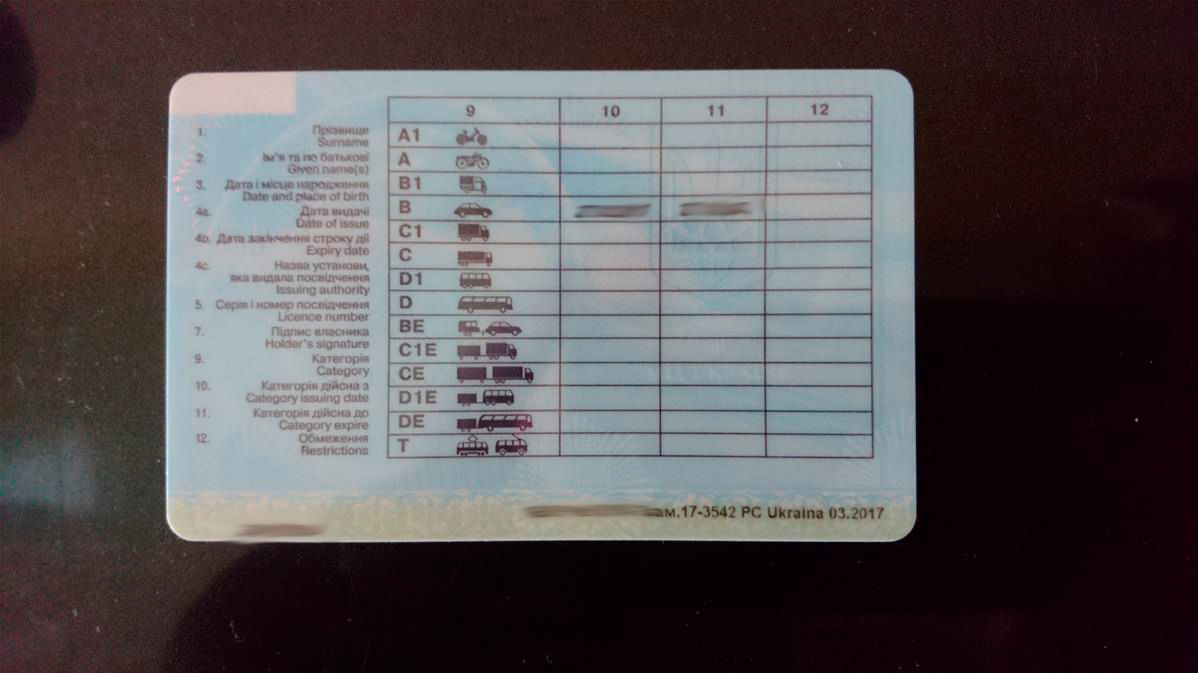 9 10 11 12
1. Прізвище
Surname
2. Ім'я та по батькові
Given name(s)
3. Дата і місце народження
Date and place of birth
4a. Дата видачі
Date of issue
4b. Дата закінчення строку дії
Expiry date
4c. Назва установи,
яка видала посвідчення
Issuing authority
5. Серія і номер посвідчення
Licence number
7. Підпис власника
Holder's signature
9. Категорія
Category
10. Категорія дійсна з
Category issuing date
11. Категорія дійсна до
Category expire
12. Обмеження
Restrictions
A1
A
B1
B
C1
C
D1
D
BE
C1E
CE
D1E
DE
T
зам.17-3542 PC Ukraina 03.2017